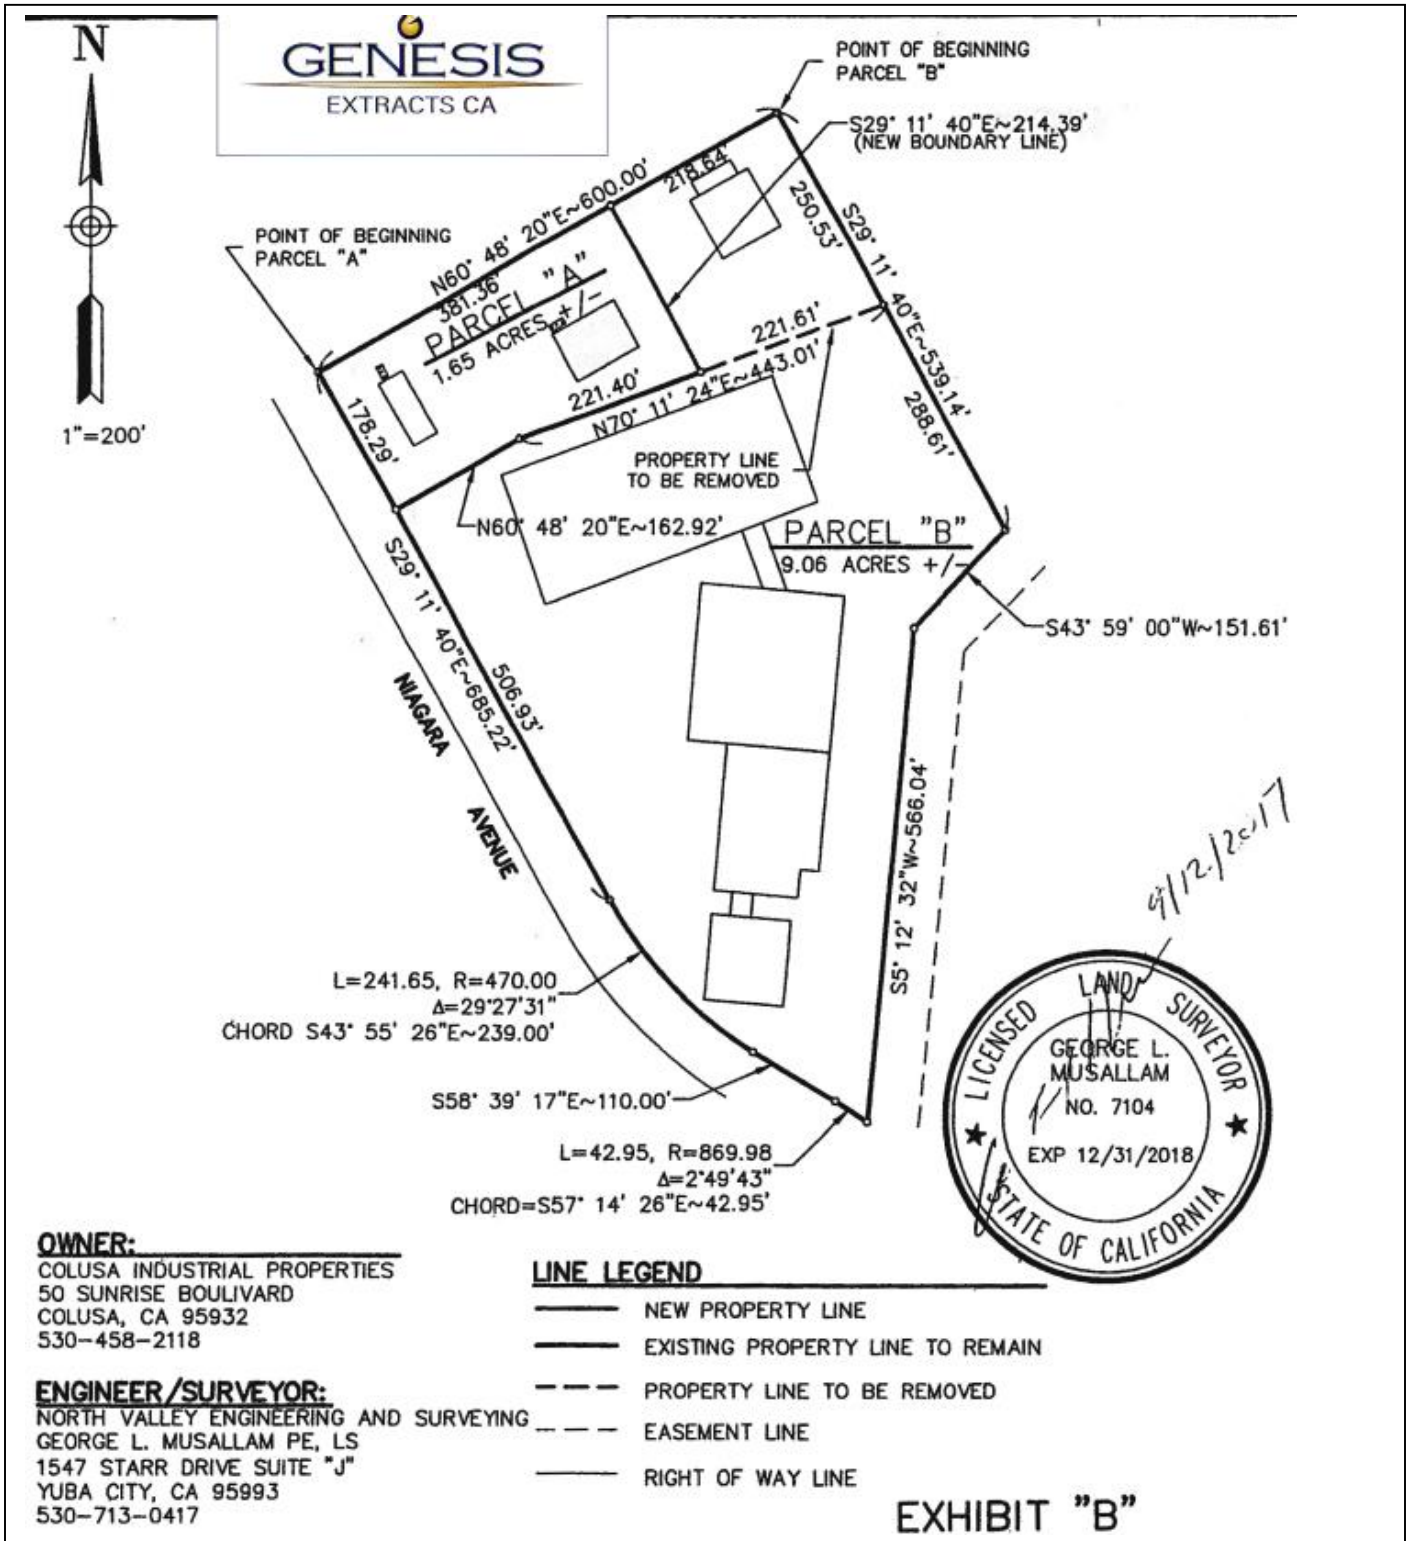 N
GENESIS
EXTRACTS CA
POINT OF BEGINNING
PARCEL "B"
S29° 11' 40"E~214.39'
(NEW BOUNDARY LINE)
218.64'
250.53'
S29° 11' 40"E~539.14'
288.61'
POINT OF BEGINNING
PARCEL "A"
N60° 48' 20"E~600.00'
381.36'
PARCEL "A"
1.65 ACRES +/-
178.29'
221.40'
221.61'
N70° 11' 24"E~443.01'
1"=200'
PROPERTY LINE
TO BE REMOVED
N60° 48' 20"E~162.92'
PARCEL "B"
9.06 ACRES +/-
S43° 59' 00"W~151.61'
S29° 11' 40"E~685.22'
506.93'
NIAGARA
AVENUE
S5° 12' 32"W~566.04'
9/12/2017
L=241.65, R=470.00
Δ=29°27'31"
CHORD S43° 55' 26"E~239.00'
S58° 39' 17"E~110.00'
L=42.95, R=869.98
Δ=2°49'43"
CHORD=S57° 14' 26"E~42.95'
LICENSED LAND SURVEYOR
GEORGE L.
MUSALLAM
NO. 7104
EXP 12/31/2018
STATE OF CALIFORNIA
OWNER:
COLUSA INDUSTRIAL PROPERTIES
50 SUNRISE BOULIVARD
COLUSA, CA 95932
530-458-2118
ENGINEER/SURVEYOR:
NORTH VALLEY ENGINEERING AND SURVEYING
GEORGE L. MUSALLAM PE, LS
1547 STARR DRIVE SUITE "J"
YUBA CITY, CA 95993
530-713-0417
LINE LEGEND
NEW PROPERTY LINE
EXISTING PROPERTY LINE TO REMAIN
PROPERTY LINE TO BE REMOVED
EASEMENT LINE
RIGHT OF WAY LINE
EXHIBIT "B"